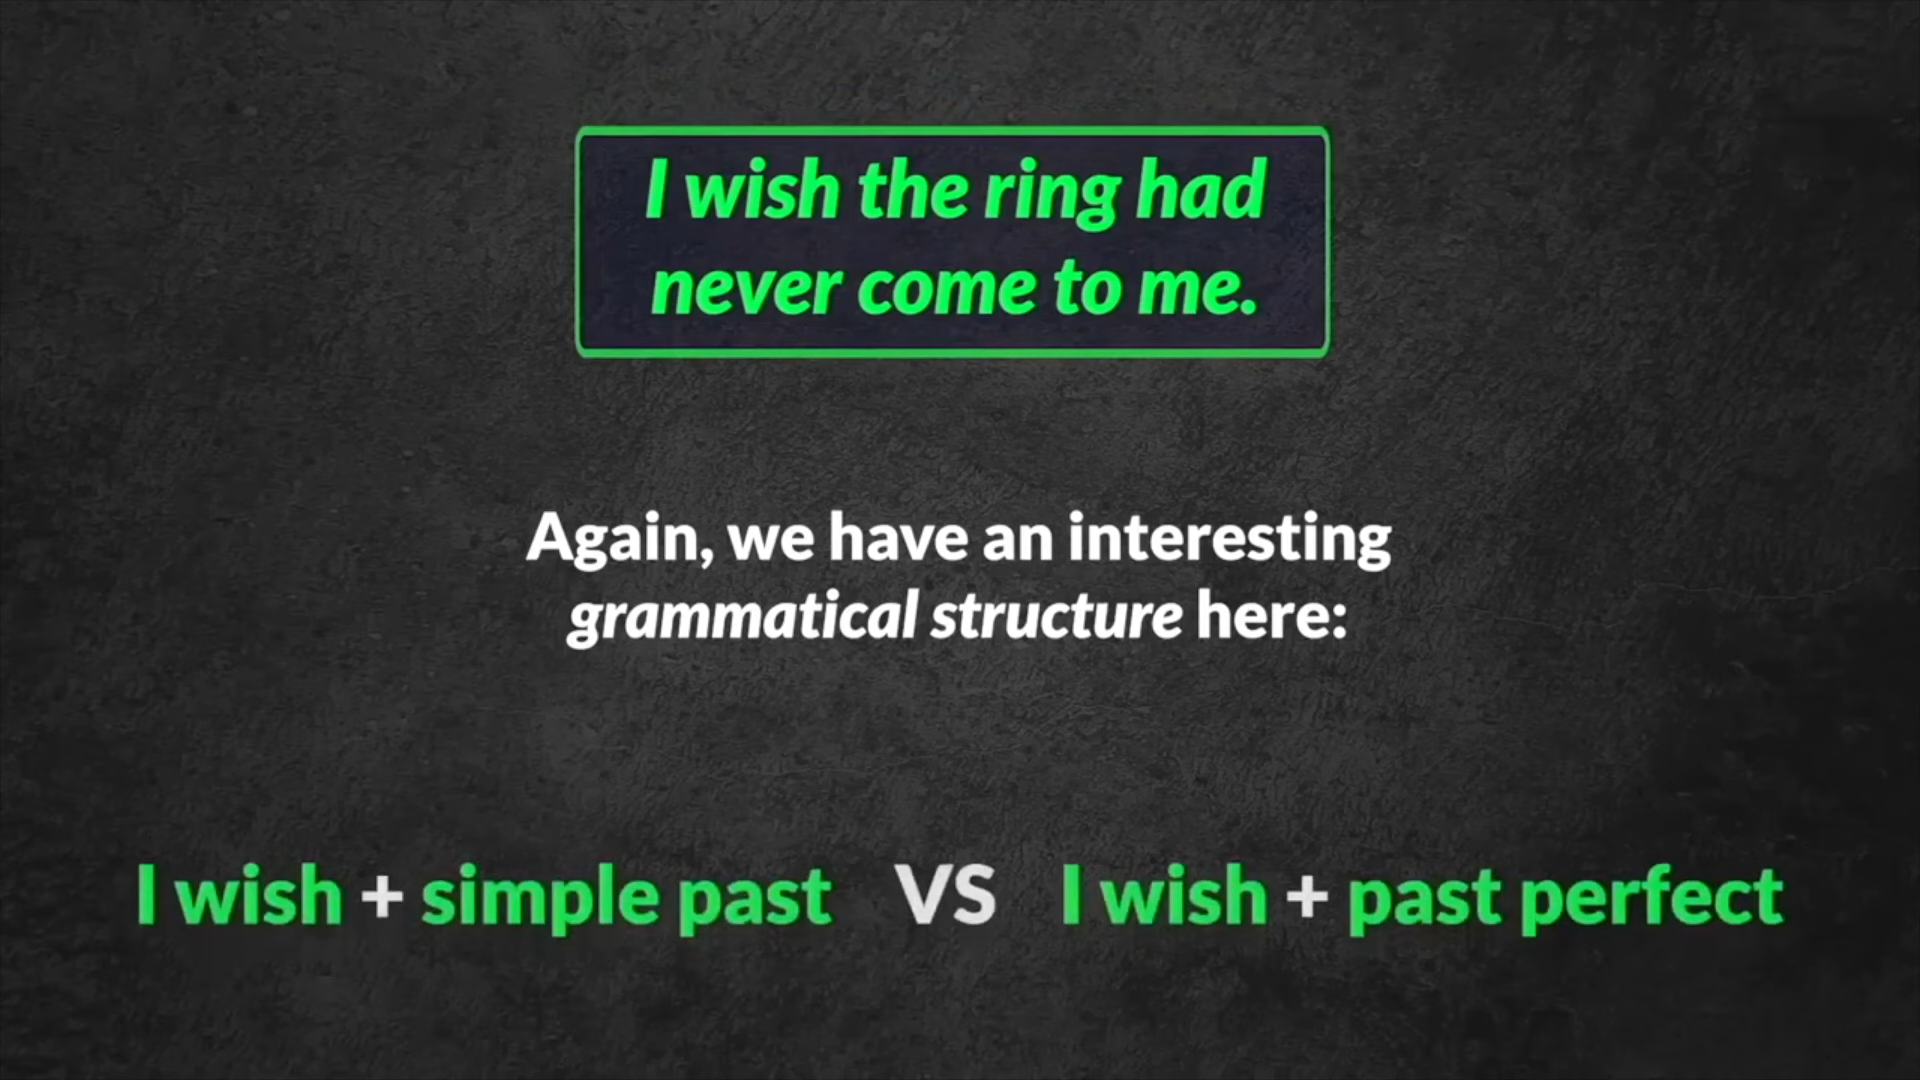 I wish the ring had
never come to me.
Again, we have an interesting
grammatical structure here:
I wish + simple past VS I wish + past perfect